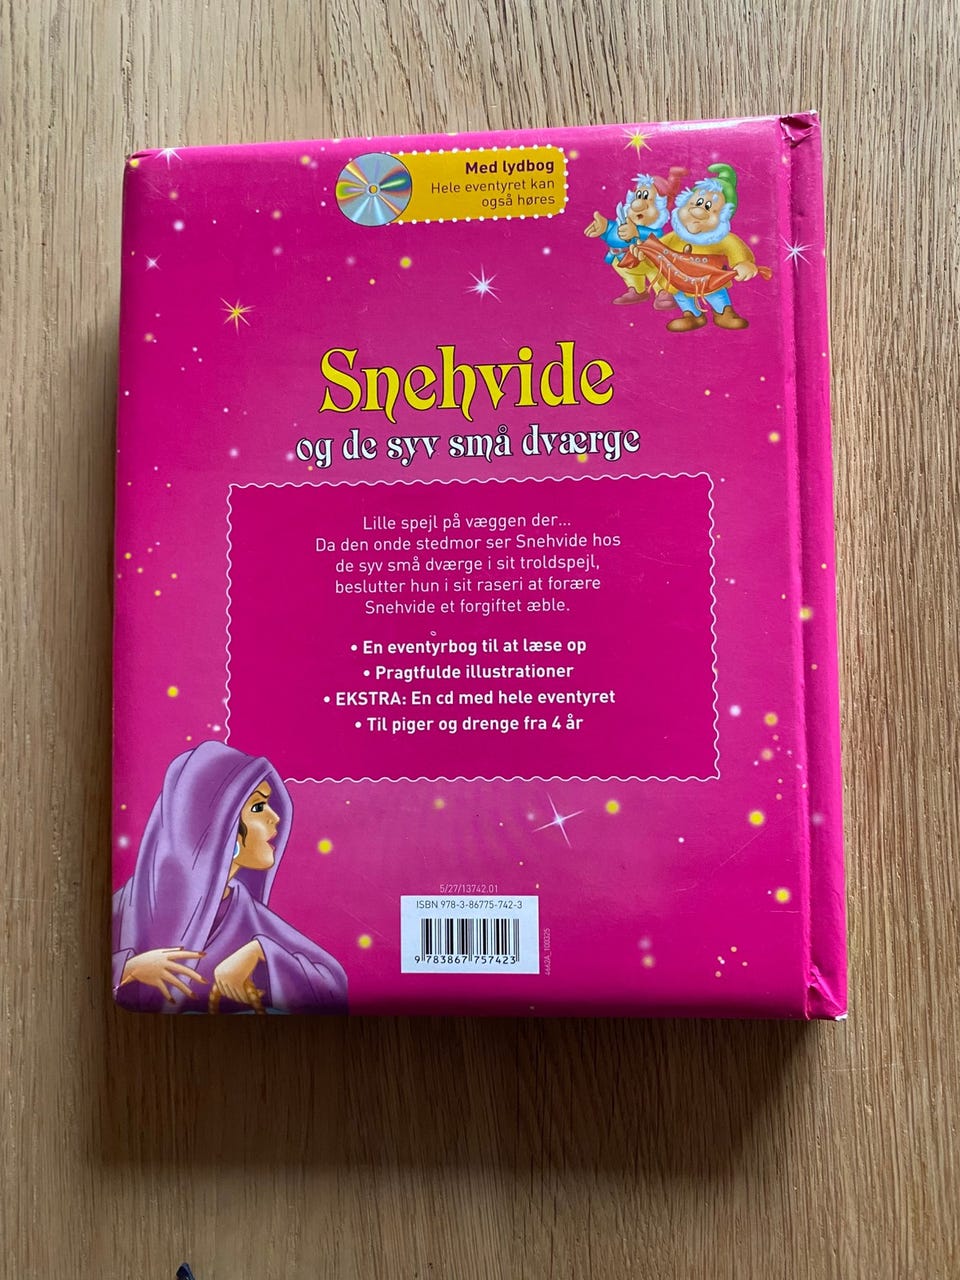 Med lydbog
Hele eventyret kan
også høres
Snehvide
og de syv små dværge
Lille spejl på væggen der...
Da den onde stedmor ser Snehvide hos
de syv små dværge i sit troldspejl,
beslutter hun i sit raseri at forære
Snehvide et forgiftet æble.
• En eventyrbog til at læse op
• Pragtfulde illustrationer
• EKSTRA: En cd med hele eventyret
• Til piger og drenge fra 4 år
5/27/13742.01
ISBN 978-3-86775-742-3
9 783867 757423